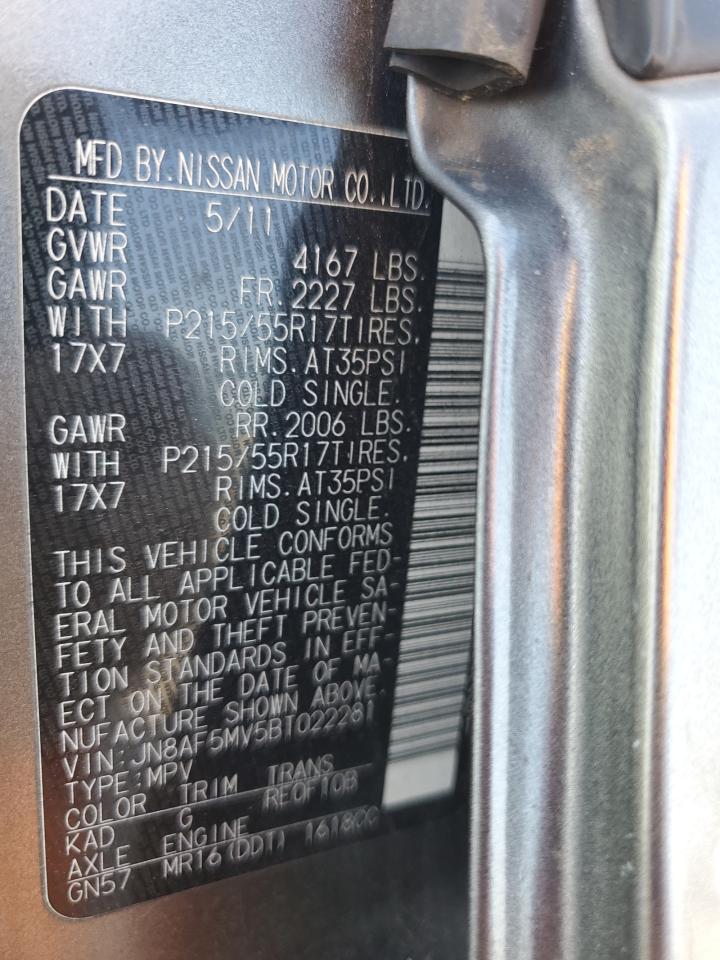 MFD BY.NISSAN MOTOR CO.,LTD.
DATE 5/11
GVWR 4167 LBS.
GAWR FR.2227 LBS.
WITH P215/55R17TIRES.
17X7 RIMS.AT35PSI
COLD SINGLE.
GAWR RR.2006 LBS.
WITH P215/55R17TIRES.
17X7 RIMS.AT35PSI
COLD SINGLE.
THIS VEHICLE CONFORMS
TO ALL APPLICABLE FED-
ERAL MOTOR VEHICLE SA-
FETY AND THEFT PREVEN-
TION STANDARDS IN EFF-
ECT ON THE DATE OF MA-
NUFACTURE SHOWN ABOVE.
VIN:JN8AF5MV5BT022281
TYPE:MPV
COLOR TRIM TRANS
KAD G RE0F10B
AXLE ENGINE
GN57 MR16(DDT) 1618CC